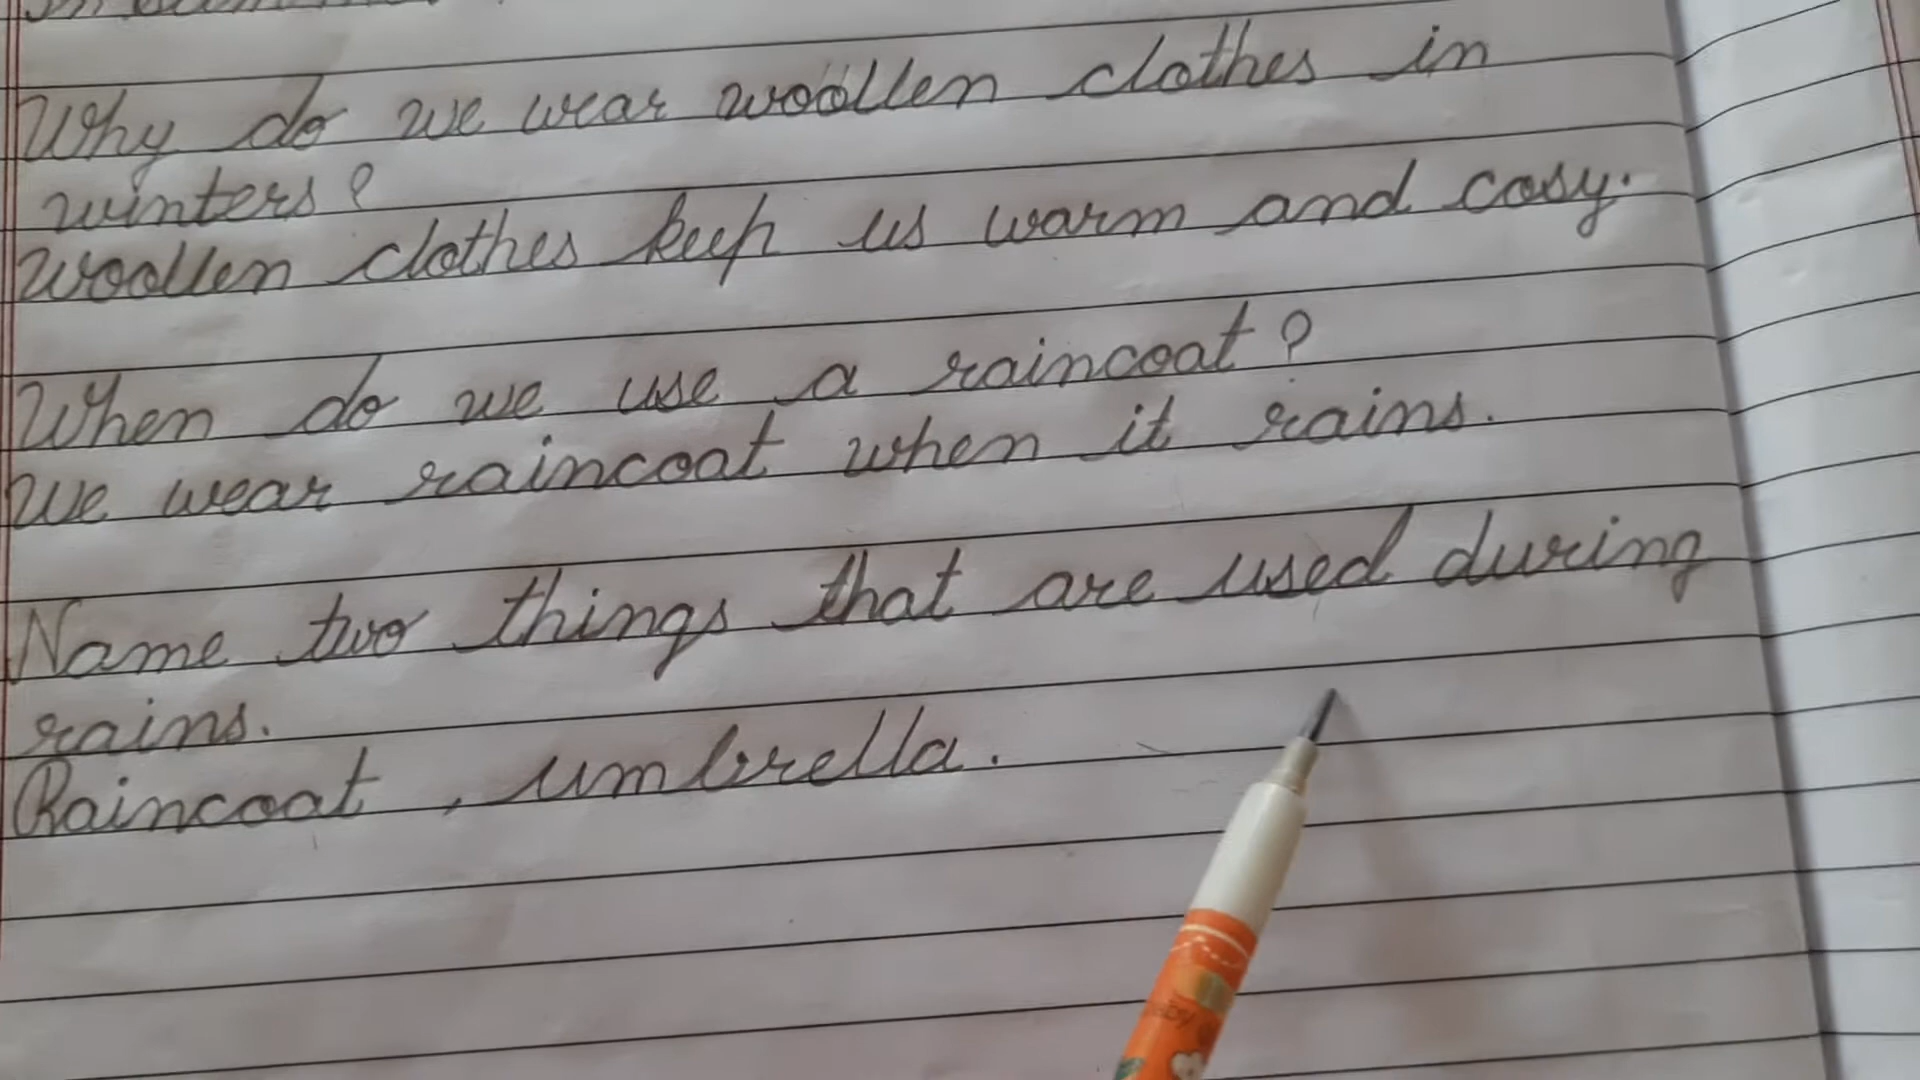 Why do we wear woollen clothes in
winters?
Woollen clothes keep us warm and cosy.
When do we use a raincoat?
We wear raincoat when it rains.
Name two things that are used during
rains.
Raincoat, umbrella.